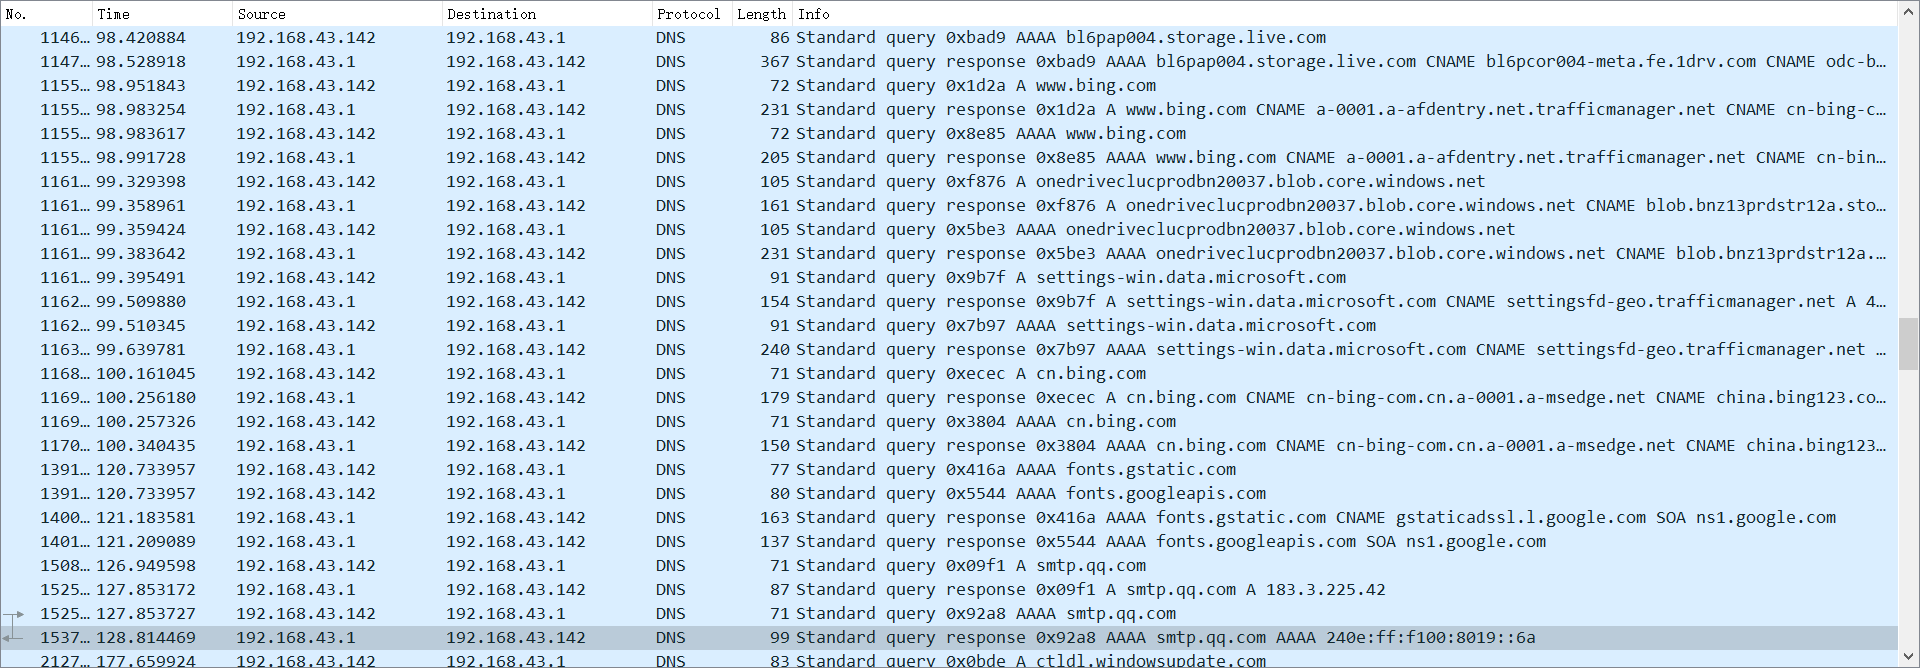 No. Time Source Destination Protocol Length Info
1146… 98.420884 192.168.43.142 192.168.43.1 DNS 86 Standard query 0xbad9 AAAA bl6pap004.storage.live.com
1147… 98.528918 192.168.43.1 192.168.43.142 DNS 367 Standard query response 0xbad9 AAAA bl6pap004.storage.live.com CNAME bl6pcor004-meta.fe.1drv.com CNAME odc-b…
1155… 98.951843 192.168.43.142 192.168.43.1 DNS 72 Standard query 0x1d2a A www.bing.com
1155… 98.983254 192.168.43.1 192.168.43.142 DNS 231 Standard query response 0x1d2a A www.bing.com CNAME a-0001.a-afdentry.net.trafficmanager.net CNAME cn-bing-c…
1155… 98.983617 192.168.43.142 192.168.43.1 DNS 72 Standard query 0x8e85 AAAA www.bing.com
1155… 98.991728 192.168.43.1 192.168.43.142 DNS 205 Standard query response 0x8e85 AAAA www.bing.com CNAME a-0001.a-afdentry.net.trafficmanager.net CNAME cn-bin…
1161… 99.329398 192.168.43.142 192.168.43.1 DNS 105 Standard query 0xf876 A onedriveclucprodbn20037.blob.core.windows.net
1161… 99.358961 192.168.43.1 192.168.43.142 DNS 161 Standard query response 0xf876 A onedriveclucprodbn20037.blob.core.windows.net CNAME blob.bnz13prdstr12a.sto…
1161… 99.359424 192.168.43.142 192.168.43.1 DNS 105 Standard query 0x5be3 AAAA onedriveclucprodbn20037.blob.core.windows.net
1161… 99.383642 192.168.43.1 192.168.43.142 DNS 231 Standard query response 0x5be3 AAAA onedriveclucprodbn20037.blob.core.windows.net CNAME blob.bnz13prdstr12a.…
1161… 99.395491 192.168.43.142 192.168.43.1 DNS 91 Standard query 0x9b7f A settings-win.data.microsoft.com
1162… 99.509880 192.168.43.1 192.168.43.142 DNS 154 Standard query response 0x9b7f A settings-win.data.microsoft.com CNAME settingsfd-geo.trafficmanager.net A 4…
1162… 99.510345 192.168.43.142 192.168.43.1 DNS 91 Standard query 0x7b97 AAAA settings-win.data.microsoft.com
1163… 99.639781 192.168.43.1 192.168.43.142 DNS 240 Standard query response 0x7b97 AAAA settings-win.data.microsoft.com CNAME settingsfd-geo.trafficmanager.net …
1168… 100.161045 192.168.43.142 192.168.43.1 DNS 71 Standard query 0xecec A cn.bing.com
1169… 100.256180 192.168.43.1 192.168.43.142 DNS 179 Standard query response 0xecec A cn.bing.com CNAME cn-bing-com.cn.a-0001.a-msedge.net CNAME china.bing123.co…
1169… 100.257326 192.168.43.142 192.168.43.1 DNS 71 Standard query 0x3804 AAAA cn.bing.com
1170… 100.340435 192.168.43.1 192.168.43.142 DNS 150 Standard query response 0x3804 AAAA cn.bing.com CNAME cn-bing-com.cn.a-0001.a-msedge.net CNAME china.bing123…
1391… 120.733957 192.168.43.142 192.168.43.1 DNS 77 Standard query 0x416a AAAA fonts.gstatic.com
1391… 120.733957 192.168.43.142 192.168.43.1 DNS 80 Standard query 0x5544 AAAA fonts.googleapis.com
1400… 121.183581 192.168.43.1 192.168.43.142 DNS 163 Standard query response 0x416a AAAA fonts.gstatic.com CNAME gstaticadssl.l.google.com SOA ns1.google.com
1401… 121.209089 192.168.43.1 192.168.43.142 DNS 137 Standard query response 0x5544 AAAA fonts.googleapis.com SOA ns1.google.com
1508… 126.949598 192.168.43.142 192.168.43.1 DNS 71 Standard query 0x09f1 A smtp.qq.com
1525… 127.853172 192.168.43.1 192.168.43.142 DNS 87 Standard query response 0x09f1 A smtp.qq.com A 183.3.225.42
1525… 127.853727 192.168.43.142 192.168.43.1 DNS 71 Standard query 0x92a8 AAAA smtp.qq.com
1537… 128.814469 192.168.43.1 192.168.43.142 DNS 99 Standard query response 0x92a8 AAAA smtp.qq.com AAAA 240e:ff:f100:8019::6a
2127… 177.659924 192.168.43.142 192.168.43.1 DNS 83 Standard query 0x0bde A ctldl.windowsupdate.com